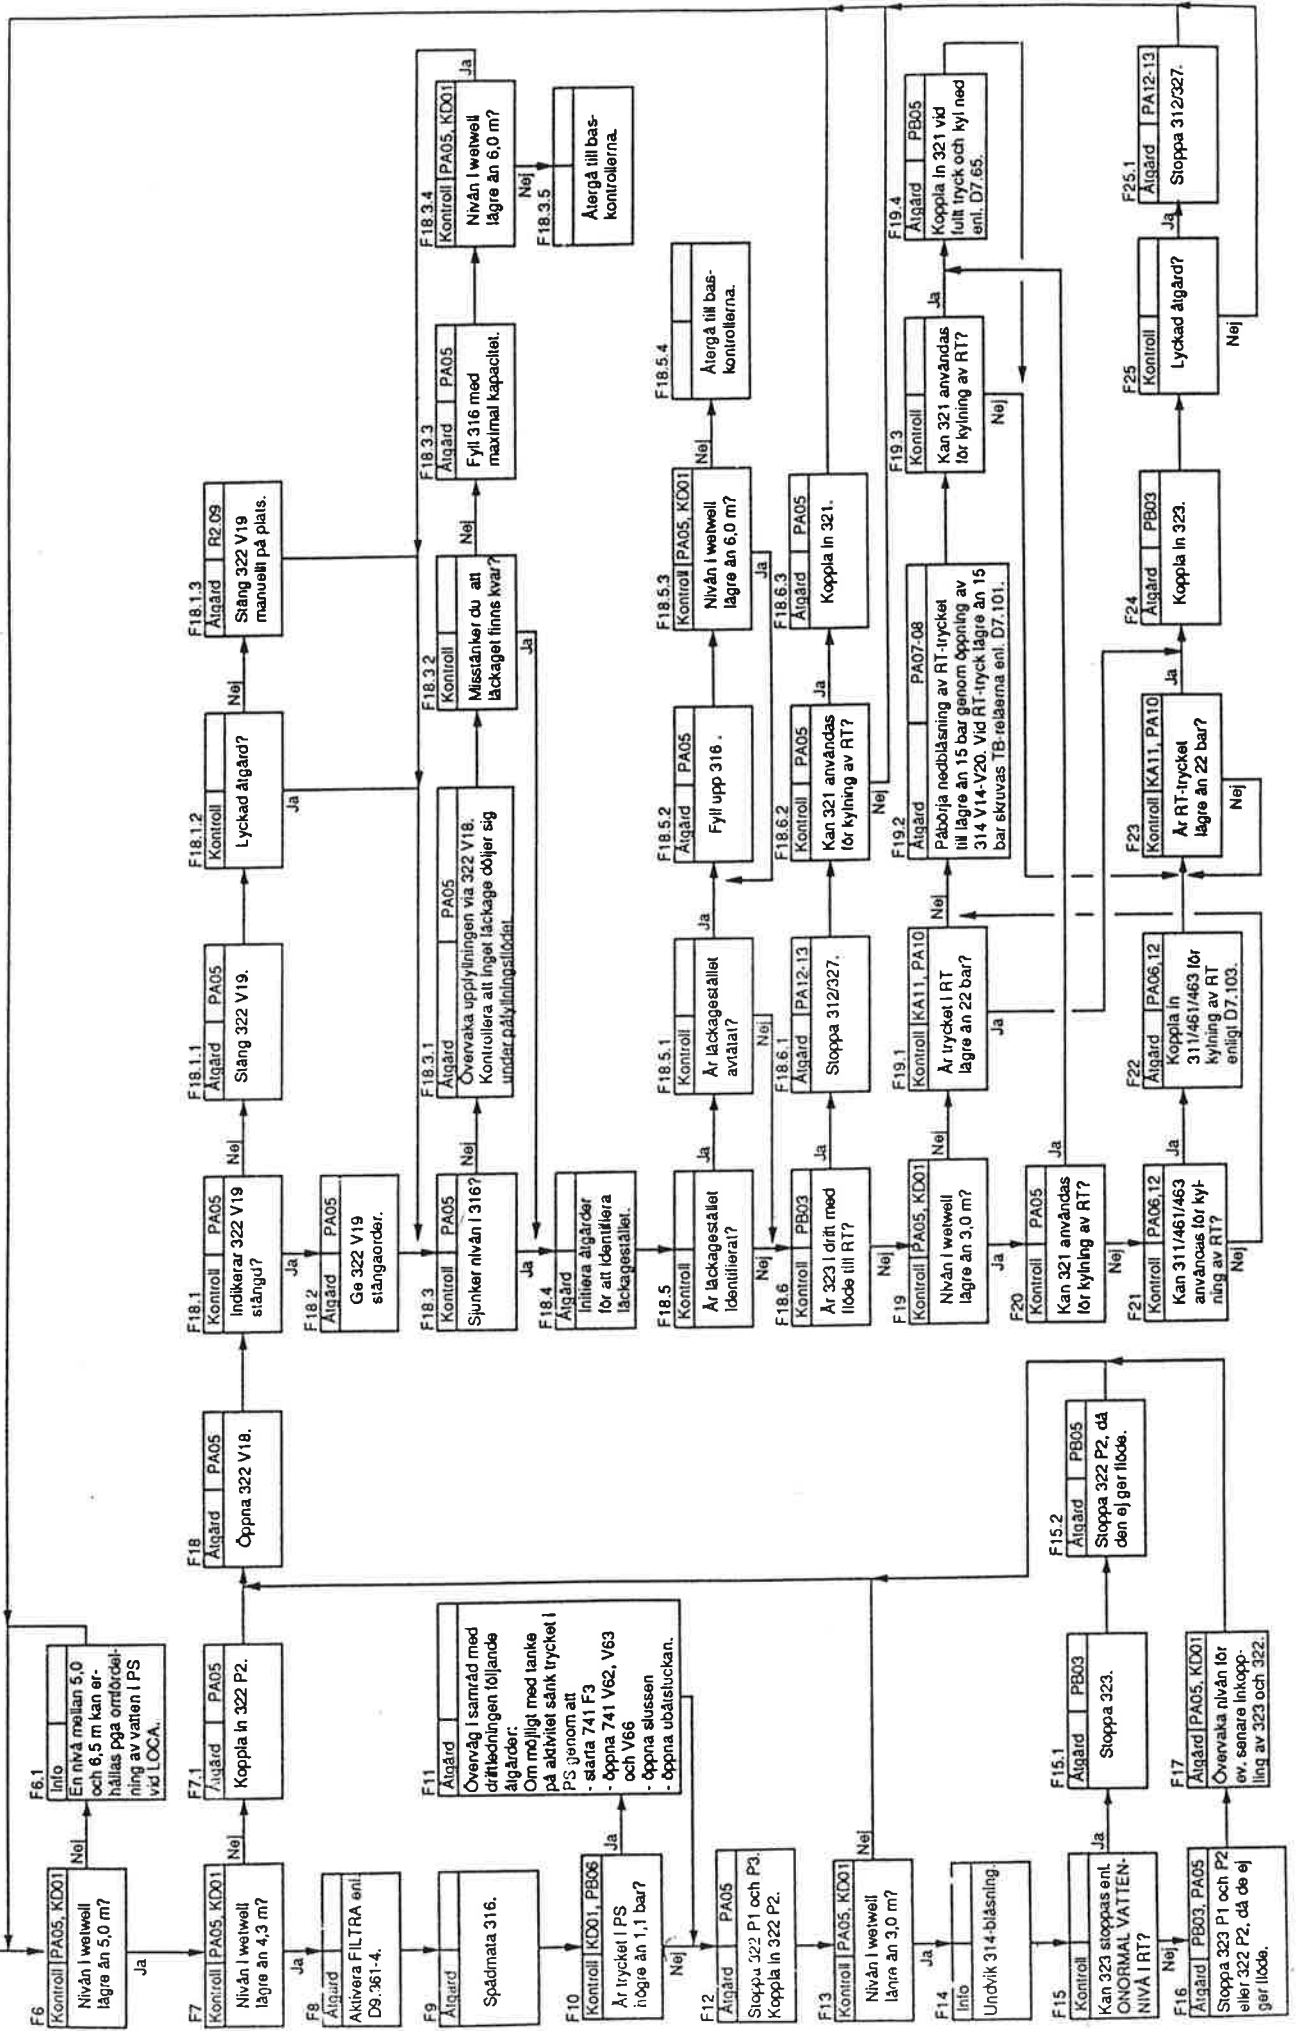 F6
Kontroll PA05, KD01
Nivån i wetwell
lägre än 5,0 m?
Nej
Ja
F6.1
Info
En nivå mellan 5,0
och 6,5 m kan er-
hållas pga omfördel-
ning av vatten i PS
vid LOCA.
F7
Kontroll PA05, KD01
Nivån i wetwell
lägre än 4,3 m?
Nej
Ja
F7.1
Åtgärd PA05
Koppla in 322 P2.
F8
Åtgärd
Aktivera FILTRA enl.
D9.361-4.
F9
Åtgärd
Spädmata 316.
F10
Kontroll KD01, PB06
Är trycket i PS
högre än 1,1 bar?
Ja
Nej
F11
Åtgärd
Överväg i samråd med
driftledningen följande
åtgärder:
Om möjligt med tanke
på aktivitet sänk trycket i
PS genom att
- starta 741 F3
- öppna 741 V62, V63
och V66
- öppna slussen
- öppna ubåtsluckan.
F12
Åtgärd PA05
Stoppa 322 P1 och P3.
Koppla in 322 P2.
F13
Kontroll PA05, KD01
Nivån i wetwell
lägre än 3,0 m?
Nej
Ja
F14
Info
Undvik 314-blåsning.
F15
Kontroll
Kan 323 stoppas enl.
ONORMAL VATTEN-
NIVÅ I RT?
Ja
Nej
F15.1
Åtgärd PB03
Stoppa 323.
F15.2
Åtgärd PB05
Stoppa 322 P2, då
den ej ger flöde.
F16
Åtgärd PB03, PA05
Stoppa 323 P1 och P2
eller 322 P2, då de ej
ger flöde.
F17
Åtgärd PA05, KD01
Övervaka nivån för
ev. senare inkopp-
ling av 323 och 322.
F18
Åtgärd PA05
Öppna 322 V18.
F18.1
Kontroll PA05
Indikerar 322 V19
stängd?
Nej
Ja
F18.1.1
Åtgärd PA05
Stäng 322 V19.
F18.1.2
Kontroll
Lyckad åtgärd?
Nej
Ja
F18.1.3
Åtgärd R2.09
Stäng 322 V19
manuellt på plats.
F18.2
Åtgärd PA05
Ge 322 V19
stängaorder.
F18.3
Kontroll PA05
Sjunker nivån i 316?
Nej
Ja
F18.3.1
Åtgärd PA05
Övervaka uppfyllningen via 322 V18.
Kontrollera att inget läckage döljer sig
under påfyllningsflödet
F18.3.2
Kontroll
Misstänker du att
läckaget finns kvar?
Nej
Ja
F18.3.3
Åtgärd PA05
Fyll 316 med
maximal kapacitet.
F18.3.4
Kontroll PA05, KD01
Nivån i wetwell
lägre än 6,0 m?
Ja
Nej
F18.3.5
Återgå till bas-
kontrollerna.
F18.4
Åtgärd
Initiera åtgärder
för att identifiera
läckagestället.
F18.5
Kontroll
Är läckagestället
identifierat?
Ja
Nej
F18.5.1
Kontroll
Är läckagestället
avtätat?
Ja
Nej
F18.5.2
Åtgärd PA05
Fyll upp 316 .
F18.5.3
Kontroll PA05, KD01
Nivån i wetwell
lägre än 6,0 m?
Nej
Ja
F18.5.4
Återgå till bas-
kontrollerna.
F18.6
Kontroll PB03
Är 323 i drift med
flöde till RT?
Ja
Nej
F18.6.1
Åtgärd PA12-13
Stoppa 312/327.
F18.6.2
Kontroll PA05
Kan 321 användas
för kylning av RT?
Ja
Nej
F18.6.3
Åtgärd PA05
Koppla in 321.
F19
Kontroll PA05, KD01
Nivån i wetwell
lägre än 3,0 m?
Nej
Ja
F19.1
Kontroll KA11, PA10
Är trycket i RT
lägre än 22 bar?
Nej
Ja
F19.2
Åtgärd PA07-08
Påbörja nedblåsning av RT-trycket
till lägre än 15 bar genom öppning av
314 V14-V20. Vid RT-tryck lägre än 15
bar skruvas TB-reläerna enl. D7.101.
F19.3
Kontroll
Kan 321 användas
för kylning av RT?
Ja
Nej
F19.4
Åtgärd PB05
Koppla in 321 vid
fullt tryck och kyl ned
enl. D7.65.
F20
Kontroll PA05
Kan 321 användas
för kylning av RT?
Ja
Nej
F21
Kontroll PA06,12
Kan 311/461/463
användas för kyl-
ning av RT?
Ja
Nej
F22
Åtgärd PA06,12
Koppla in
311/461/463 för
kylning av RT
enligt D7.103.
F23
Kontroll KA11, PA10
Är RT-trycket
lägre än 22 bar?
Ja
Nej
F24
Åtgärd PB03
Koppla in 323.
F25
Kontroll
Lyckad åtgärd?
Ja
Nej
F25.1
Åtgärd PA12-13
Stoppa 312/327.